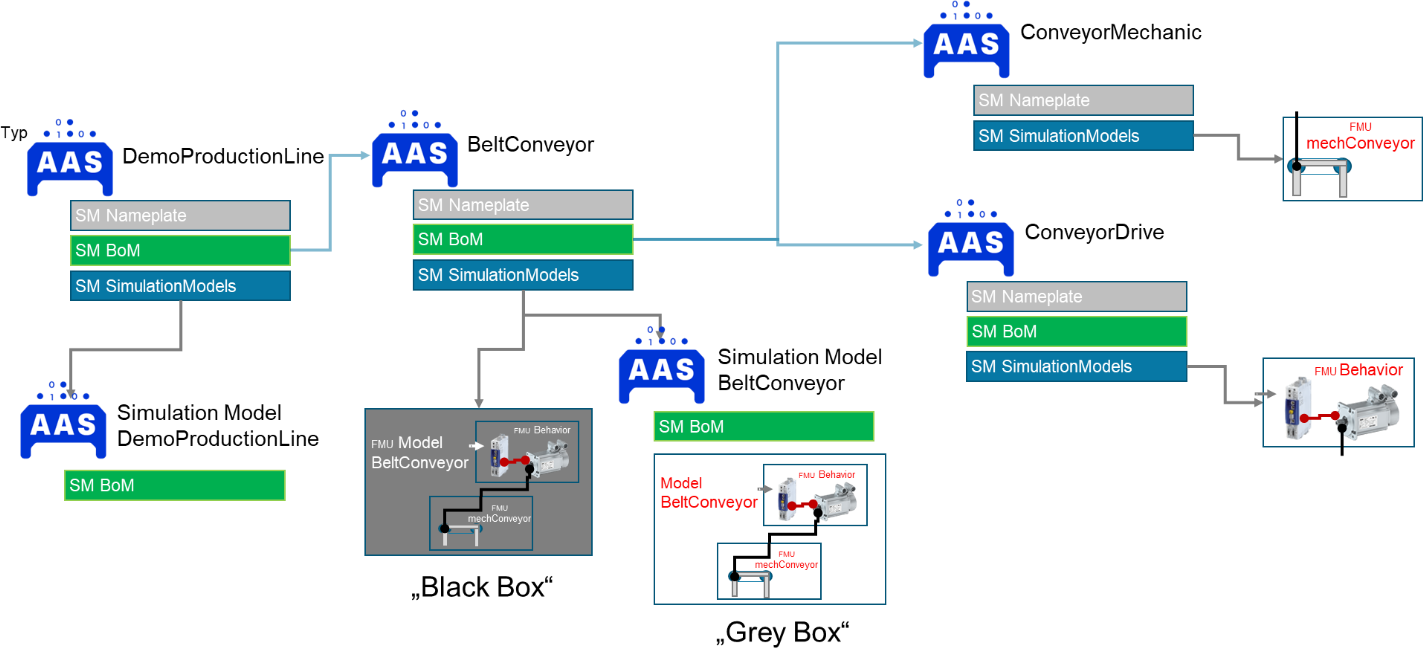 Typ
AAS
DemoProductionLine
SM Nameplate
SM BoM
SM SimulationModels
AAS
Simulation Model
DemoProductionLine
SM BoM
AAS
BeltConveyor
SM Nameplate
SM BoM
SM SimulationModels
FMU Model
BeltConveyor
FMU Behavior
FMU
mechConveyor
„Black Box“
AAS
Simulation Model
BeltConveyor
SM BoM
Model
BeltConveyor
FMU Behavior
FMU
mechConveyor
„Grey Box“
AAS
ConveyorMechanic
SM Nameplate
SM SimulationModels
FMU
mechConveyor
AAS
ConveyorDrive
SM Nameplate
SM BoM
SM SimulationModels
FMU Behavior